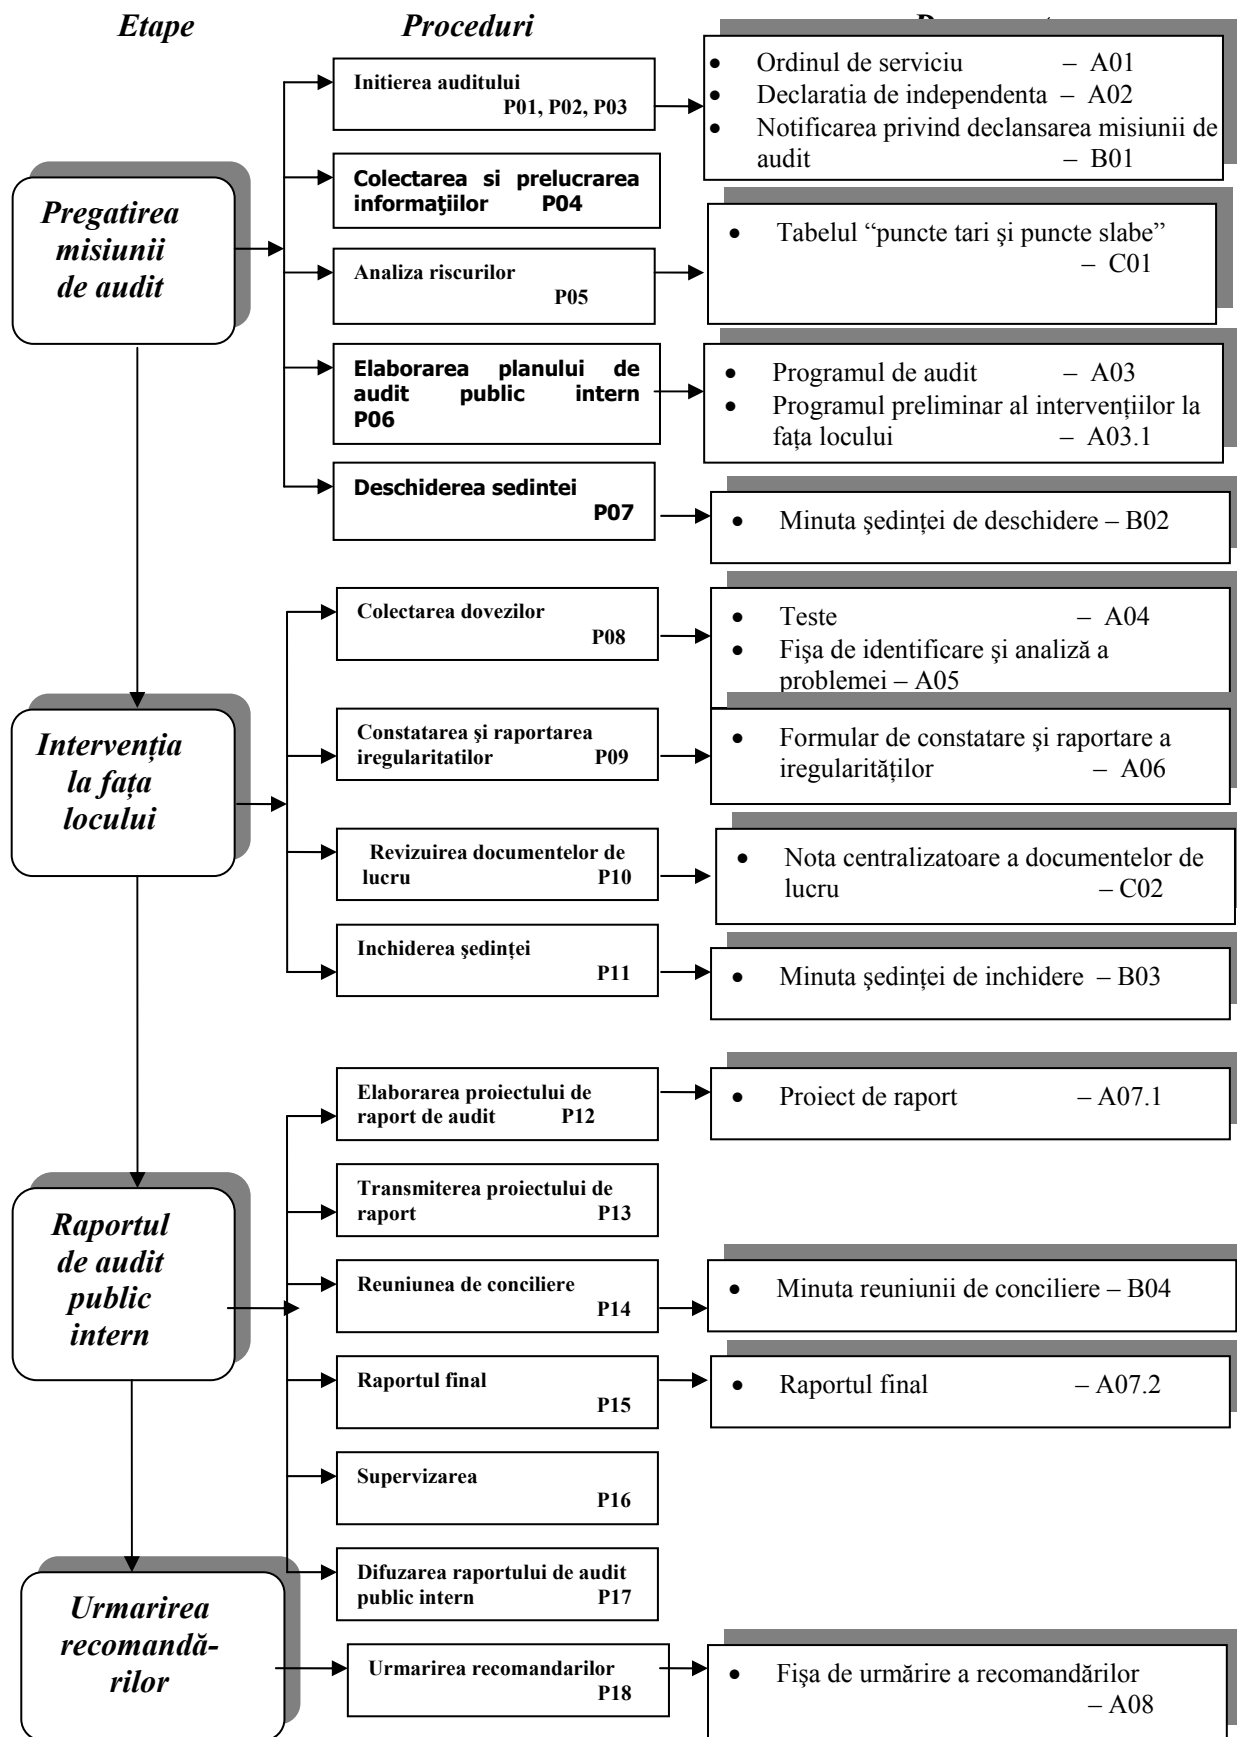 Etape
Proceduri
Pregatirea
misiunii
de audit
Initierea auditului
P01, P02, P03
• Ordinul de serviciu – A01
• Declaratia de independenta – A02
• Notificarea privind declansarea misiunii de
audit – B01
Colectarea si prelucrarea
informaţiilor P04
Analiza riscurilor
P05
• Tabelul “puncte tari şi puncte slabe”
– C01
Elaborarea planului de
audit public intern
P06
• Programul de audit – A03
• Programul preliminar al intervenţiilor la
faţa locului – A03.1
Deschiderea sedintei
P07
• Minuta şedinţei de deschidere – B02
Intervenţia
la faţa
locului
Colectarea dovezilor
P08
• Teste – A04
• Fişa de identificare şi analiză a
problemei – A05
Constatarea şi raportarea
iregularitatilor P09
• Formular de constatare şi raportare a
iregularităţilor – A06
Revizuirea documentelor de
lucru P10
• Nota centralizatoare a documentelor de
lucru – C02
Inchiderea şedinţei
P11
• Minuta şedinţei de inchidere – B03
Raportul
de audit
public
intern
Elaborarea proiectului de
raport de audit P12
• Proiect de raport – A07.1
Transmiterea proiectului de
raport P13
Reuniunea de conciliere
P14
• Minuta reuniunii de conciliere – B04
Raportul final
P15
• Raportul final – A07.2
Supervizarea
P16
Difuzarea raportului de audit
public intern P17
Urmarirea
recomandă-
rilor
Urmarirea recomandarilor
P18
• Fişa de urmărire a recomandărilor
– A08